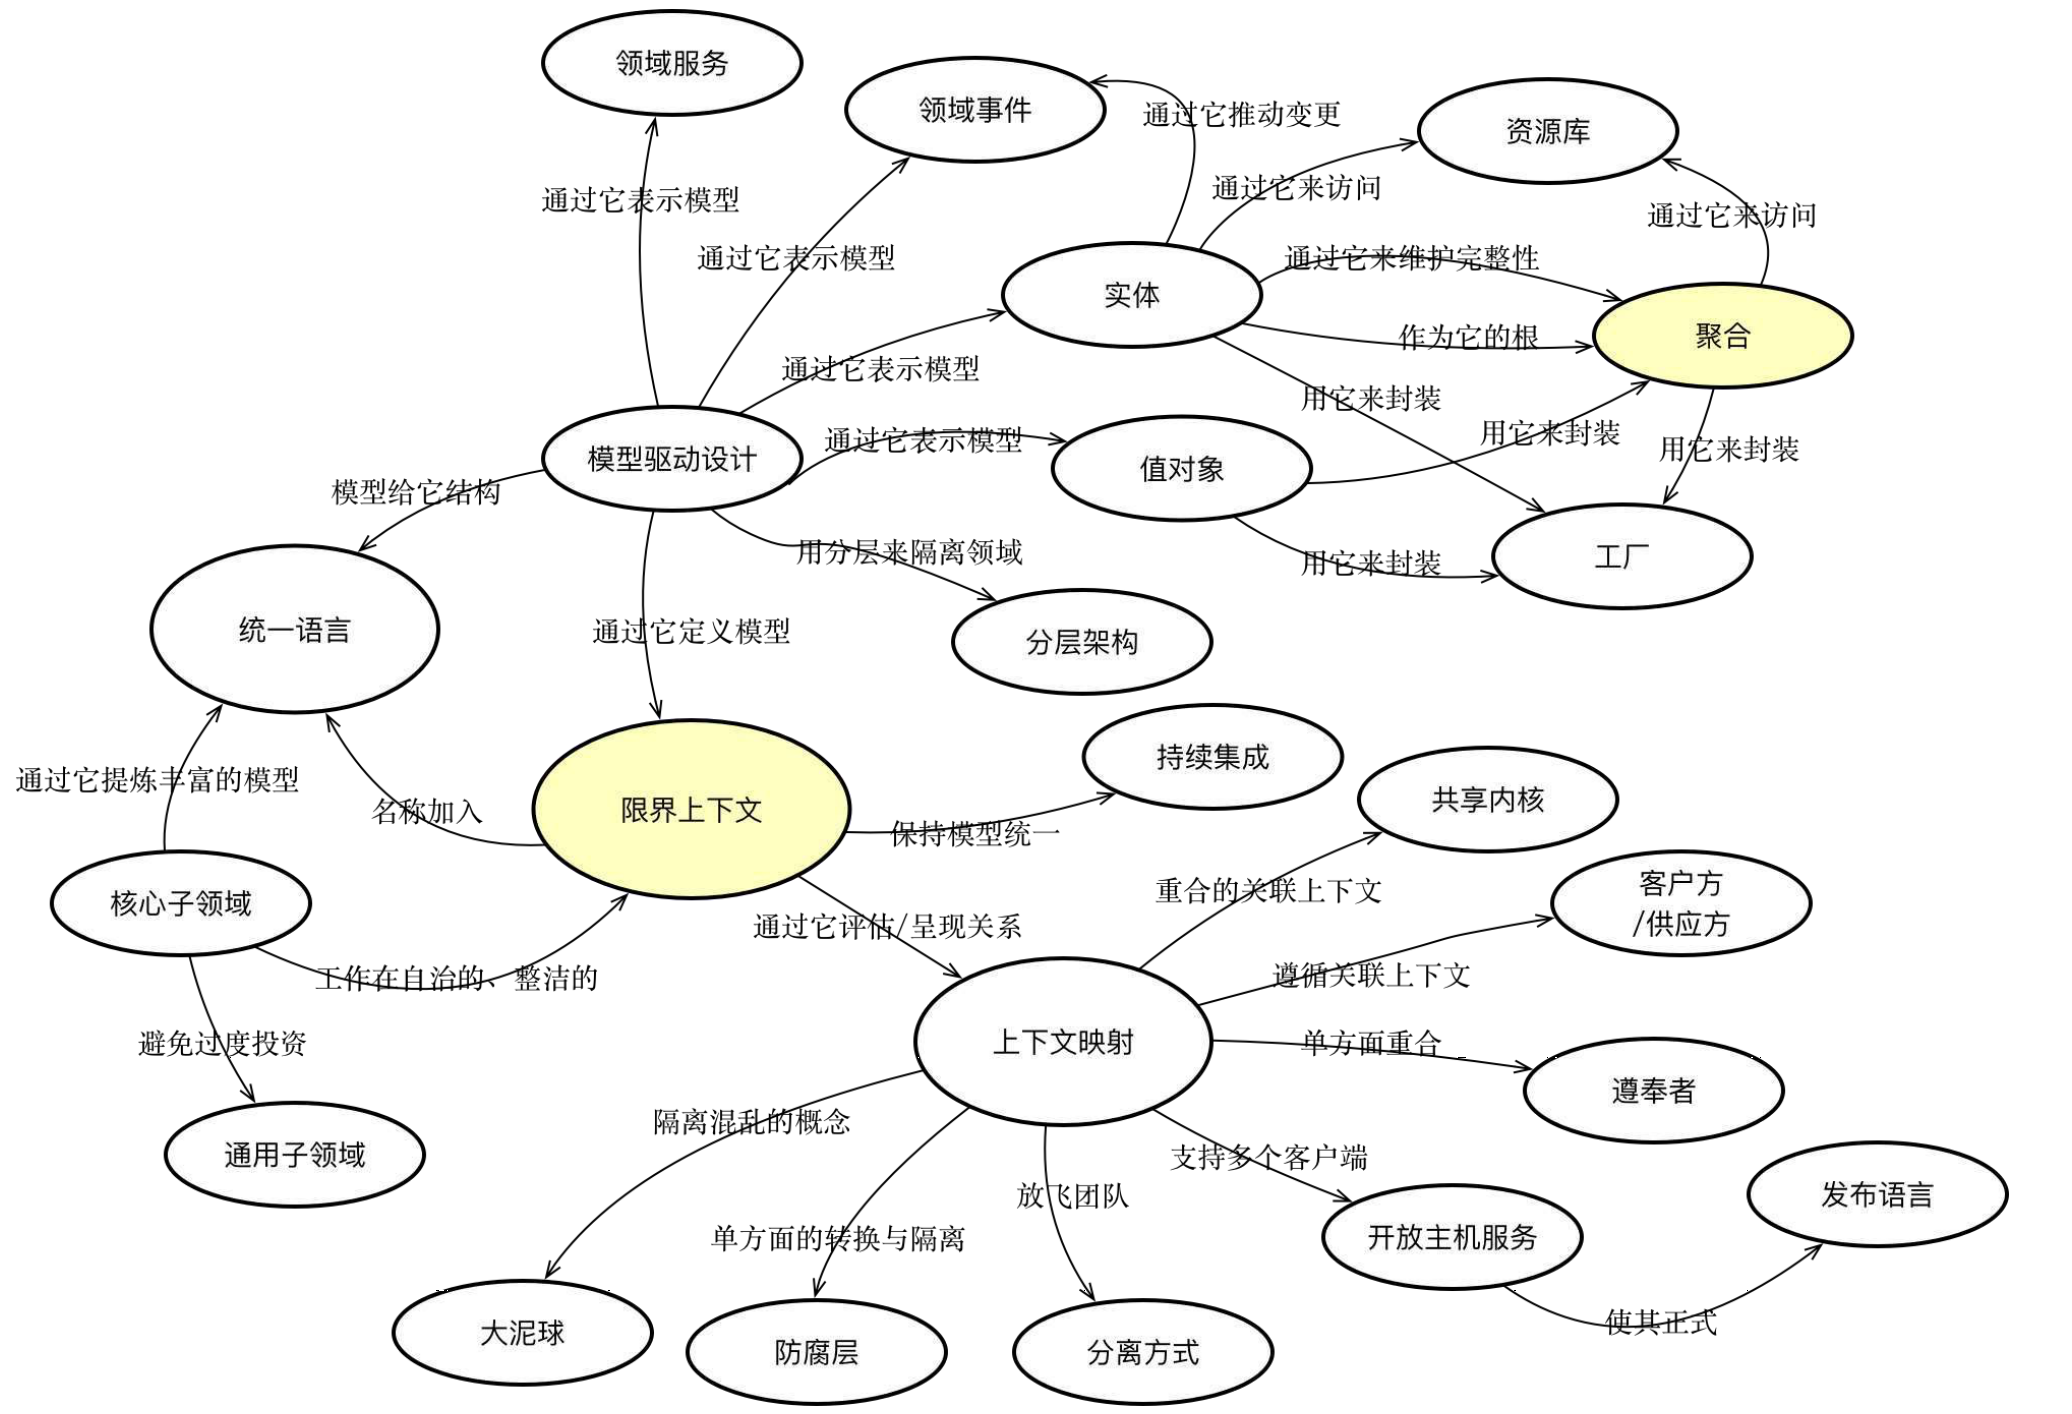 领域服务
领域事件
通过它推动变更
资源库
通过它来访问
通过它表示模型
通过它来访问
通过它表示模型
通过它来维护完整性
实体
作为它的根
聚合
通过它表示模型
用它来封装
通过它表示模型
用它来封装
用它来封装
模型驱动设计
值对象
模型给它结构
用分层来隔离领域
用它来封装
工厂
统一语言
通过它定义模型
分层架构
持续集成
通过它提炼丰富的模型
名称加入
限界上下文
保持模型统一
共享内核
重合的关联上下文
客户方
/供应方
核心子领域
通过它评估/呈现关系
工作在自治的、整洁的
遵循关联上下文
避免过度投资
上下文映射
单方面重合
遵奉者
隔离混乱的概念
通用子领域
支持多个客户端
放飞团队
发布语言
单方面的转换与隔离
开放主机服务
使其正式
大泥球
防腐层
分离方式